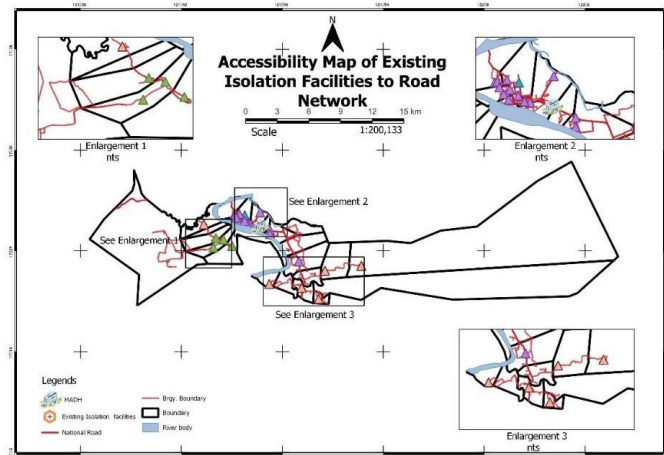 N
Accessibility Map of Existing
Isolation Facilities to Road
Network
0 3 6 9 12 15 km
Scale 1:200,133
Enlargement 1
nts
Enlargement 2
nts
See Enlargement 2
See Enlargement 1
See Enlargement 3
Enlargement 3
nts
Legends
MADH
Existing Isolation facilities
National Road
Brgy. Boundary
Boundary
River body